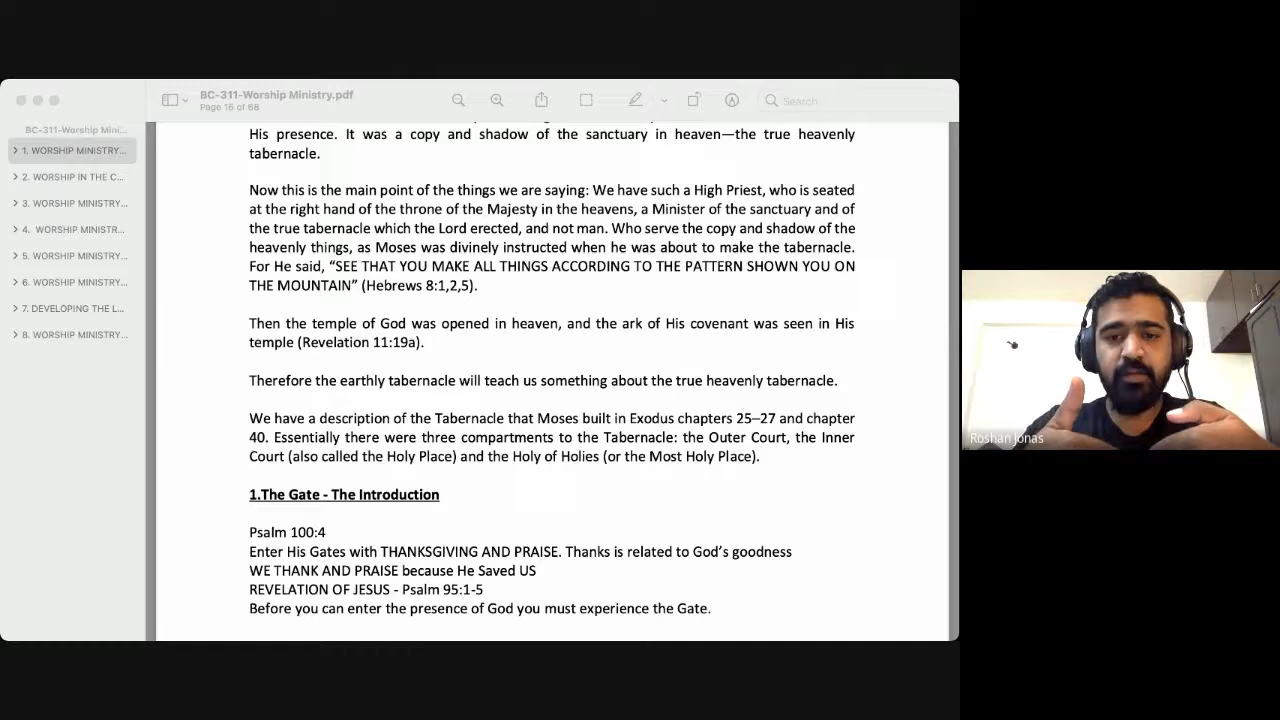 BC-311-Worship Ministry.pdf
Page 16 of 68
Search
BC-311-Worship Mini...
1. WORSHIP MINISTRY...
2. WORSHIP IN THE C...
3. WORSHIP MINISTRY...
4. WORSHIP MINISTR...
5. WORSHIP MINISTRY...
6. WORSHIP MINISTRY...
7. DEVELOPING THE L...
8. WORSHIP MINISTRY...
His presence. It was a copy and shadow of the sanctuary in heaven—the true heavenly
tabernacle.
Now this is the main point of the things we are saying: We have such a High Priest, who is seated
at the right hand of the throne of the Majesty in the heavens, a Minister of the sanctuary and of
the true tabernacle which the Lord erected, and not man. Who serve the copy and shadow of the
heavenly things, as Moses was divinely instructed when he was about to make the tabernacle.
For He said, “SEE THAT YOU MAKE ALL THINGS ACCORDING TO THE PATTERN SHOWN YOU ON
THE MOUNTAIN” (Hebrews 8:1,2,5).
Then the temple of God was opened in heaven, and the ark of His covenant was seen in His
temple (Revelation 11:19a).
Therefore the earthly tabernacle will teach us something about the true heavenly tabernacle.
We have a description of the Tabernacle that Moses built in Exodus chapters 25–27 and chapter
40. Essentially there were three compartments to the Tabernacle: the Outer Court, the Inner
Court (also called the Holy Place) and the Holy of Holies (or the Most Holy Place).
1.The Gate - The Introduction
Psalm 100:4
Enter His Gates with THANKSGIVING AND PRAISE. Thanks is related to God’s goodness
WE THANK AND PRAISE because He Saved US
REVELATION OF JESUS - Psalm 95:1-5
Before you can enter the presence of God you must experience the Gate.
Roshan Jonas